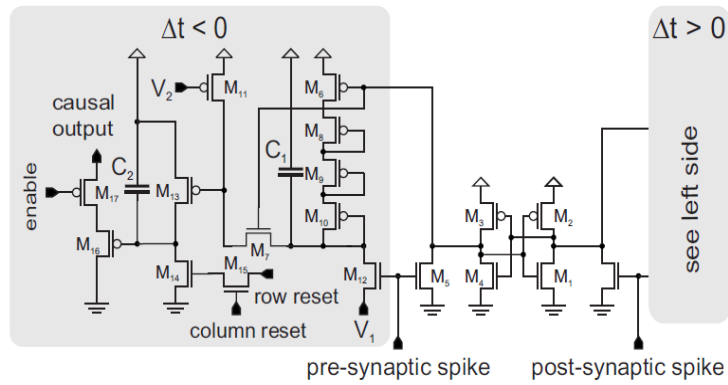 Δt < 0
Δt > 0
V2
M11
M6
causal
output
M8
C1
C2
M9
M17
M13
enable
M10
M3
M2
see left side
M16
M7
M14
M15
M12
M5
M4
M1
row reset
column reset
V1
pre-synaptic spike
post-synaptic spike